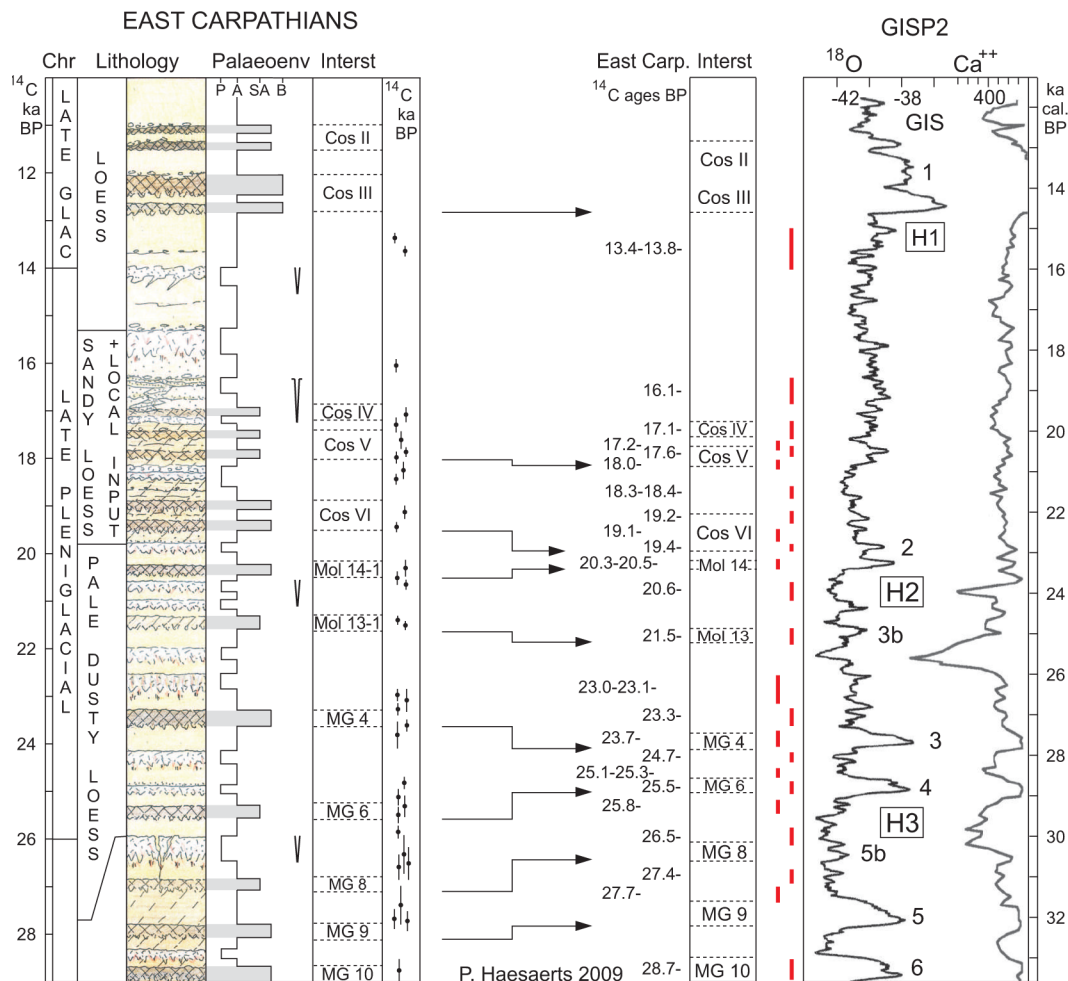 EAST CARPATHIANS
GISP2
Chr Lithology Palaeoenv Interst
East Carp. Interst
18O Ca++
14C ka BP
P A SA B
14C ka BP
14C ages BP
-42 -38
400
ka cal. BP
GIS
LATE GLAC
LATE PLENIGLACIAL
LOESS
SANDY LOESS
+LOCAL INPUT
PALE DUSTY LOESS
12
14
16
18
20
22
24
26
28
Cos II
Cos III
Cos IV
Cos V
Cos VI
Mol 14-1
Mol 13-1
MG 4
MG 6
MG 8
MG 9
MG 10
13.4-13.8-
16.1-
17.1-
17.2-
17.6-
18.0-
18.3-18.4-
19.2-
19.1-
19.4-
20.3-20.5-
20.6-
21.5-
23.0-23.1-
23.3-
23.7-
24.7-
25.1-25.3-
25.5-
25.8-
26.5-
27.4-
27.7-
28.7-
Cos II
Cos III
Cos IV
Cos V
Cos VI
Mol 14
Mol 13
MG 4
MG 6
MG 8
MG 9
MG 10
1
H1
2
H2
3b
3
4
H3
5b
5
6
14
16
18
20
22
24
26
28
30
32
P. Haesaerts 2009